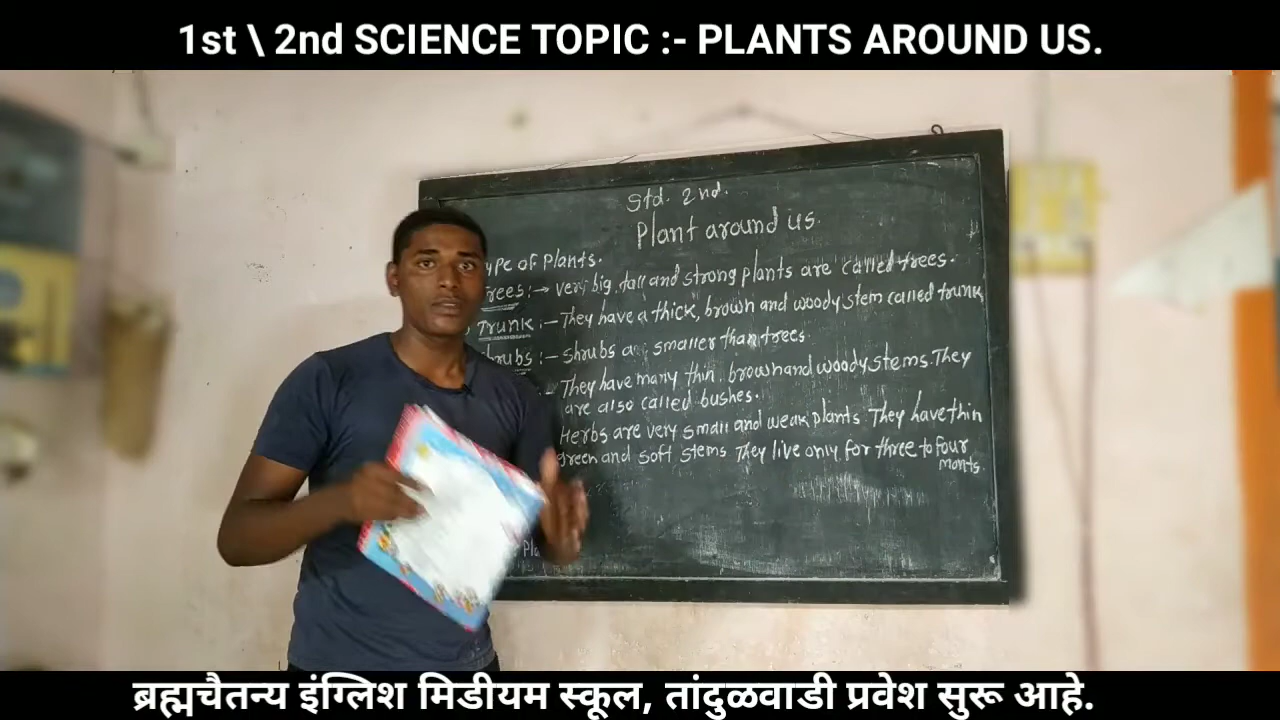 1st \ 2nd SCIENCE TOPIC :- PLANTS AROUND US.
Std. 2nd.
Plant around us.
ype of Plants.
rees :→ very big, tall and strong plants are called trees.
Trunk :– They have a thick, brown and woody stem called trunk
hrubs :– Shrubs are smaller than trees.
They have many thin, brown and woody stems. They
are also called bushes.
Herbs are very small and weak plants. They have thin
green and soft stems They live only for three to four
monts.
Pla
ब्रह्मचैतन्य इंग्लिश मिडीयम स्कूल, तांदुळवाडी प्रवेश सुरू आहे.